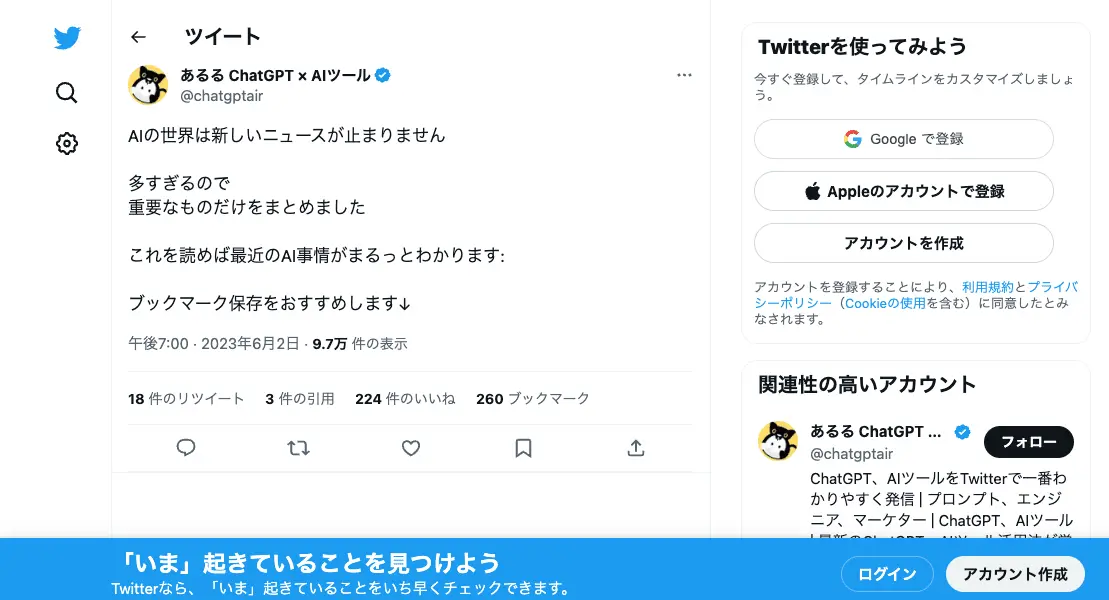 ツイート
あるる ChatGPT × AIツール
@chatgptair
AIの世界は新しいニュースが止まりません
多すぎるので
重要なものだけをまとめました
これを読めば最近のAI事情がまるっとわかります:
ブックマーク保存をおすすめします↓
午後7:00 · 2023年6月2日 · 9.7万 件の表示
18 件のリツイート 3 件の引用 224 件のいいね 260 ブックマーク
Twitterを使ってみよう
今すぐ登録して、タイムラインをカスタマイズしましょ
う。
Google で登録
Appleのアカウントで登録
アカウントを作成
アカウントを登録することにより、利用規約とプライバ
シーポリシー（Cookieの使用を含む）に同意したとみ
なされます。
関連性の高いアカウント
あるる ChatGPT ...
@chatgptair
フォロー
ChatGPT、AIツールをTwitterで一番わ
かりやすく発信 | プロンプト、エンジ
ニア、マーケター | ChatGPT、AIツール
「いま」起きていることを見つけよう
Twitterなら、「いま」起きていることをいち早くチェックできます。
ログイン
アカウント作成